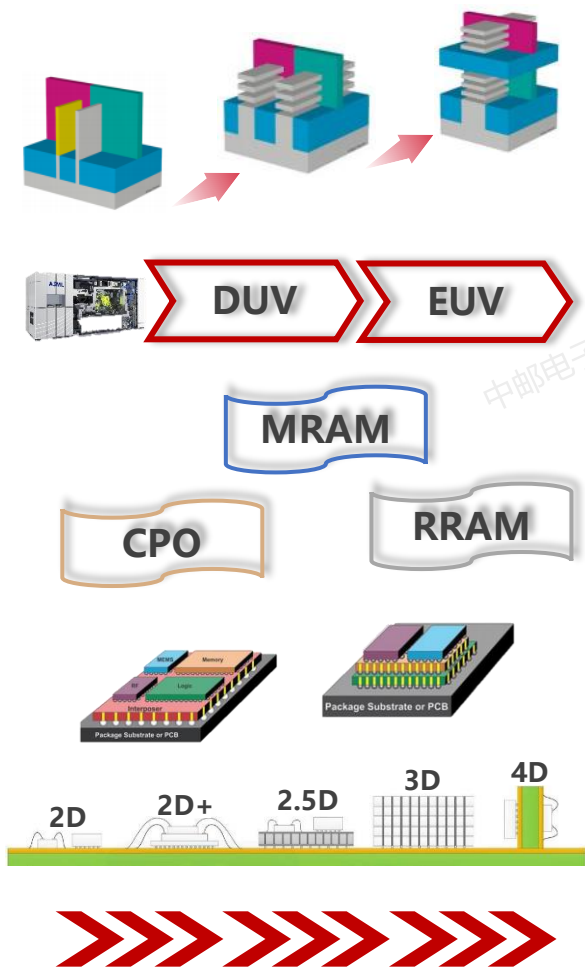 ASML
DUV
EUV
中邮电子
MRAM
CPO
RRAM
MEMS
Memory
RF
Logic
Interposer
Package Substrate or PCB
Package Substrate or PCB
2D
2D+
2.5D
3D
4D